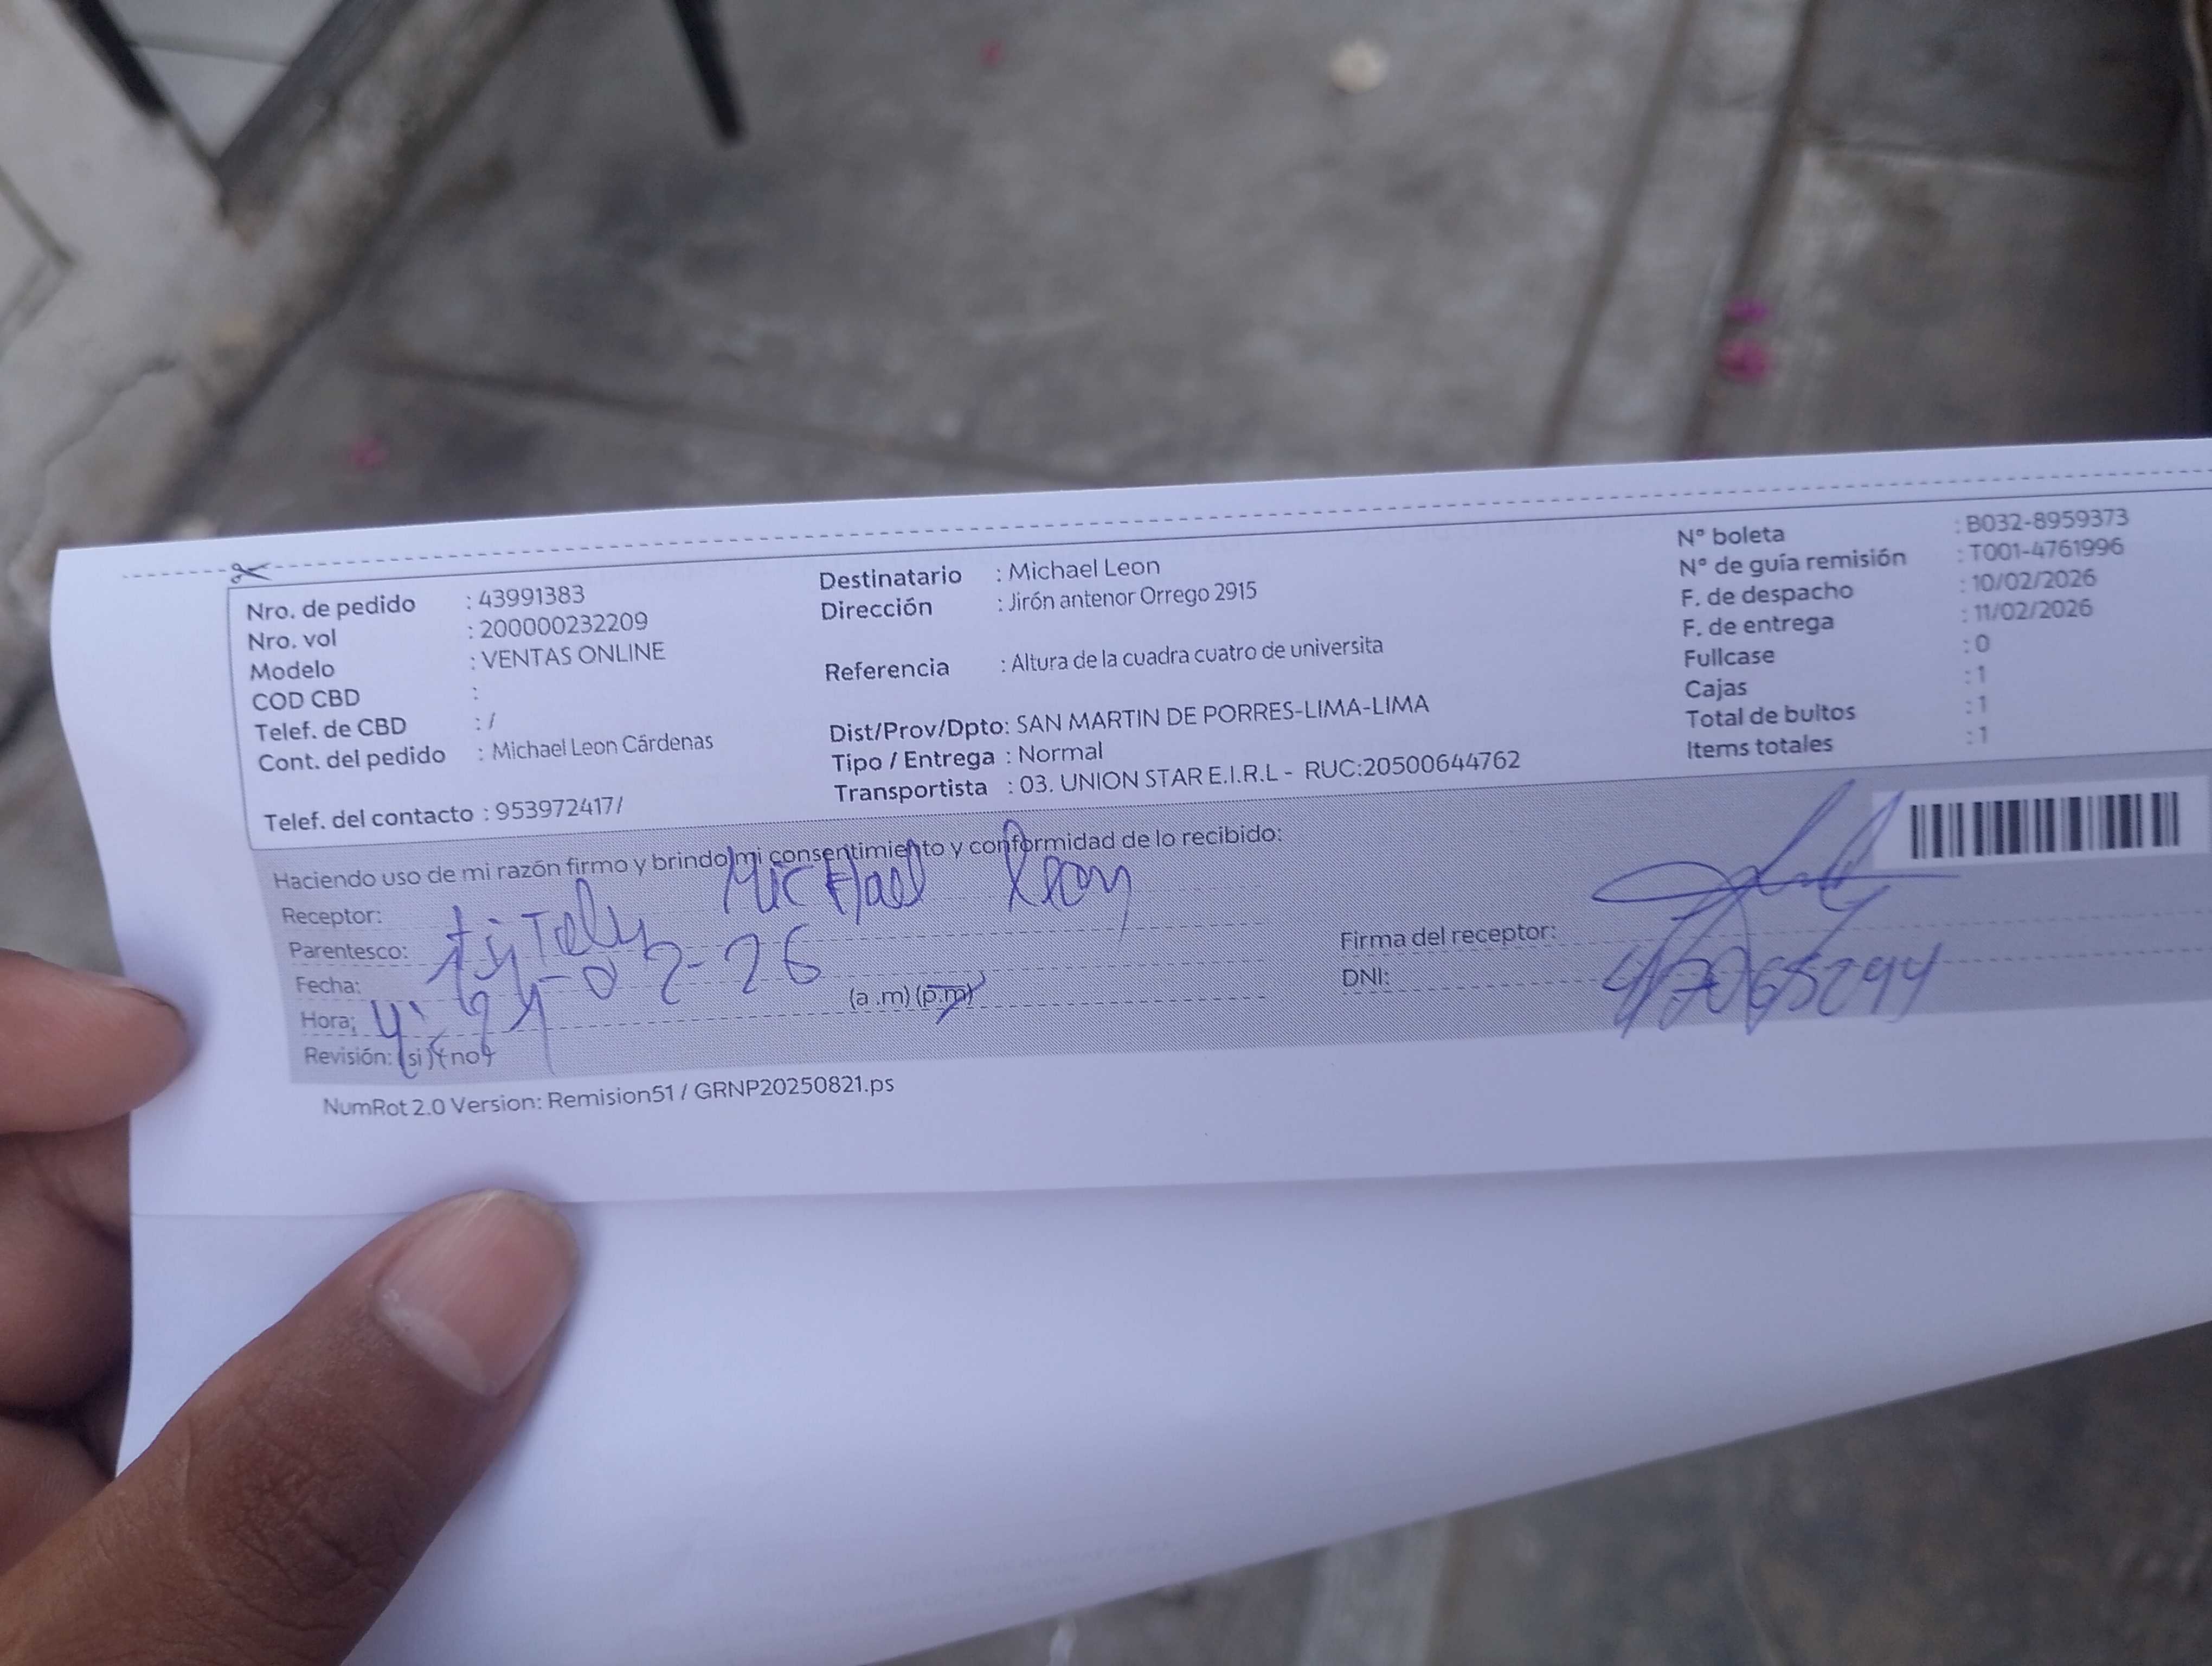 Nro. de pedido : 43991383
Nro. vol : 200000232209
Modelo : VENTAS ONLINE
COD CBD :
Telef. de CBD : /
Cont. del pedido : Michael Leon Cárdenas
Telef. del contacto : 953972417/
Destinatario : Michael Leon
Dirección : Jirón antenor Orrego 2915
Referencia : Altura de la cuadra cuatro de universita
Dist/Prov/Dpto: SAN MARTIN DE PORRES-LIMA-LIMA
Tipo / Entrega : Normal
Transportista : 03. UNION STAR E.I.R.L - RUC:20500644762
N° boleta : B032-8959373
N° de guía remisión : T001-4761996
F. de despacho : 10/02/2026
F. de entrega : 11/02/2026
Fullcase : 0
Cajas : 1
Total de bultos : 1
Items totales : 1
Haciendo uso de mi razón firmo y brindo mi consentimiento y conformidad de lo recibido:
Receptor: Michael Leon
Parentesco:
Fecha: 02-26
Hora: (a .m) (p.m)
Revisión: (si) (no)
Firma del receptor:
DNI:
NumRot 2.0 Version: Remision51 / GRNP20250821.ps